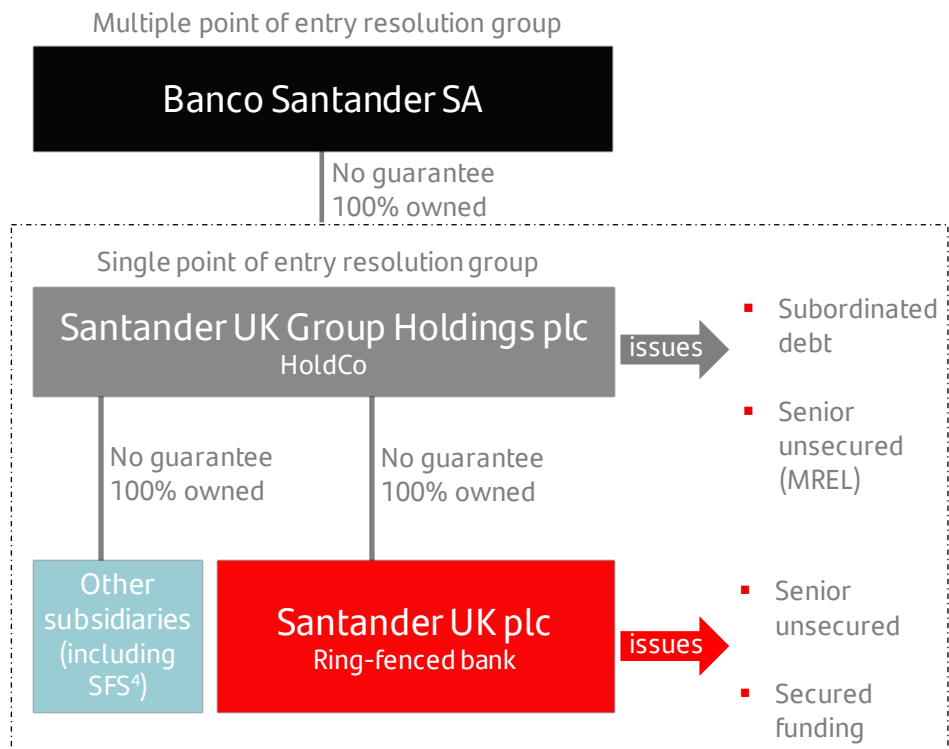 Multiple point of entry resolution group
Banco Santander SA
No guarantee
100% owned
Single point of entry resolution group
Santander UK Group Holdings plc
HoldCo
issues
▪ Subordinated
debt
▪ Senior
unsecured
(MREL)
No guarantee
100% owned
No guarantee
100% owned
Other
subsidiaries
(including
SFS⁴)
Santander UK plc
Ring-fenced bank
issues
▪ Senior
unsecured
▪ Secured
funding